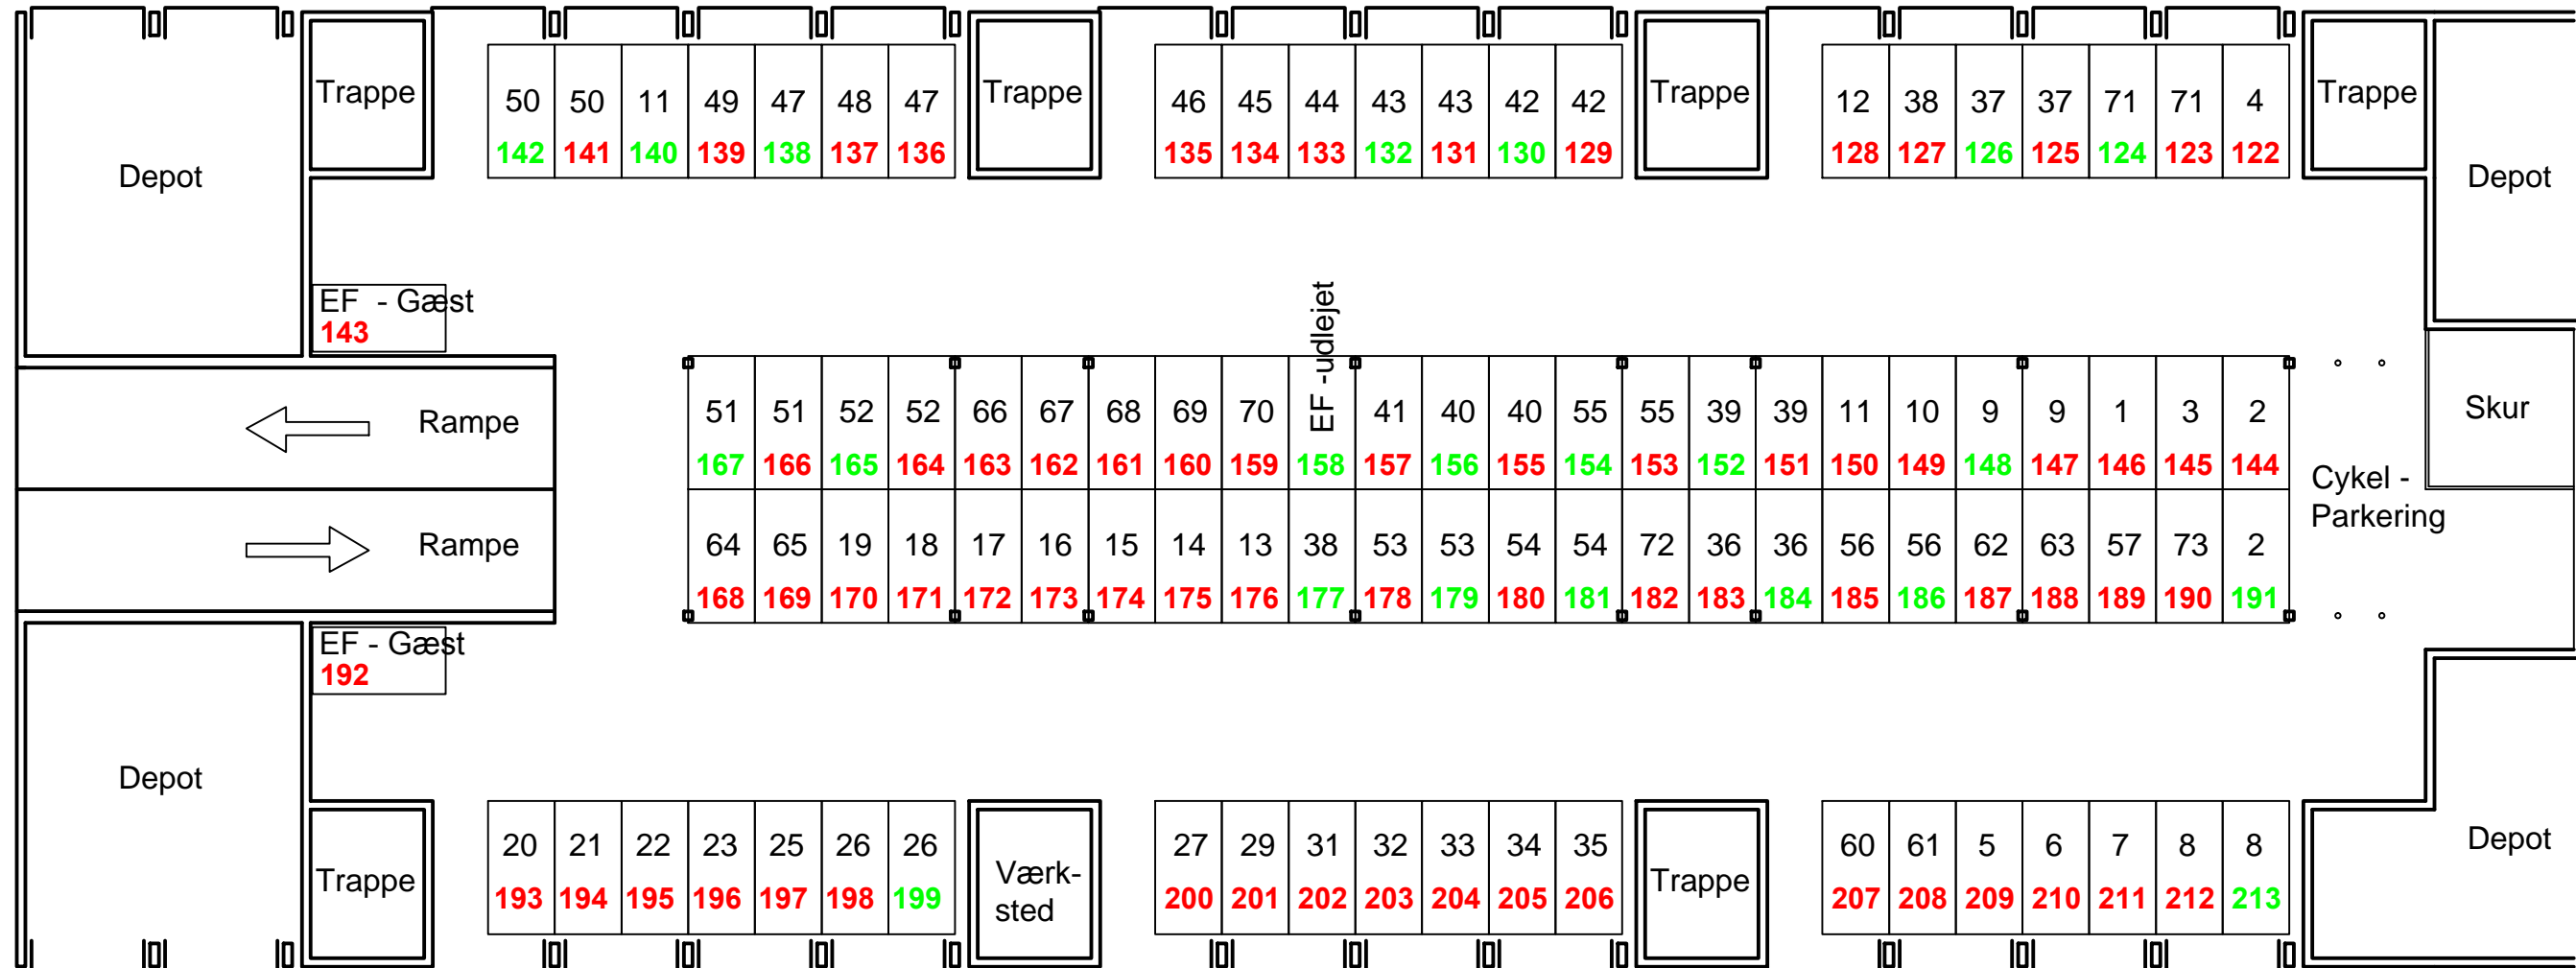 Trappe Trappe Trappe Trappe
50 50 11 49 47 48 47 46 45 44 43 43 42 42 12 38 37 37 71 71 4
142 141 140 139 138 137 136 135 134 133 132 131 130 129 128 127 126 125 124 123 122
Depot Depot
EF - Gæst
143
EF -udlejet
51 51 52 52 66 67 68 69 70 41 40 40 55 55 39 39 11 10 9 9 1 3 2
167 166 165 164 163 162 161 160 159 158 157 156 155 154 153 152 151 150 149 148 147 146 145 144
Rampe
Skur
Cykel -
Parkering
Rampe
64 65 19 18 17 16 15 14 13 38 53 53 54 54 72 36 36 56 56 62 63 57 73 2
168 169 170 171 172 173 174 175 176 177 178 179 180 181 182 183 184 185 186 187 188 189 190 191
EF - Gæst
192
Depot Depot
20 21 22 23 25 26 26 27 29 31 32 33 34 35 60 61 5 6 7 8 8
193 194 195 196 197 198 199 200 201 202 203 204 205 206 207 208 209 210 211 212 213
Trappe
Værk-
sted
Trappe